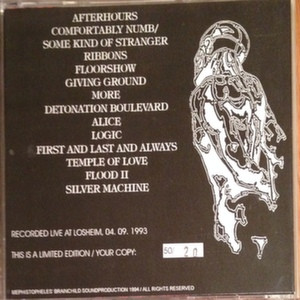 AFTERHOURS
COMFORTABLY NUMB/
SOME KIND OF STRANGER
RIBBONS
FLOORSHOW
GIVING GROUND
MORE
DETONATION BOULEVARD
ALICE
LOGIC
FIRST AND LAST AND ALWAYS
TEMPLE OF LOVE
FLOOD II
SILVER MACHINE
RECORDED LIVE AT LOSHEIM, 04. 09. 1993
THIS IS A LIMITED EDITION / YOUR COPY: 20
MEPHISTOPHELES' BRAINCHILD SOUNDPRODUCTION 1994 / ALL RIGHTS RESERVED